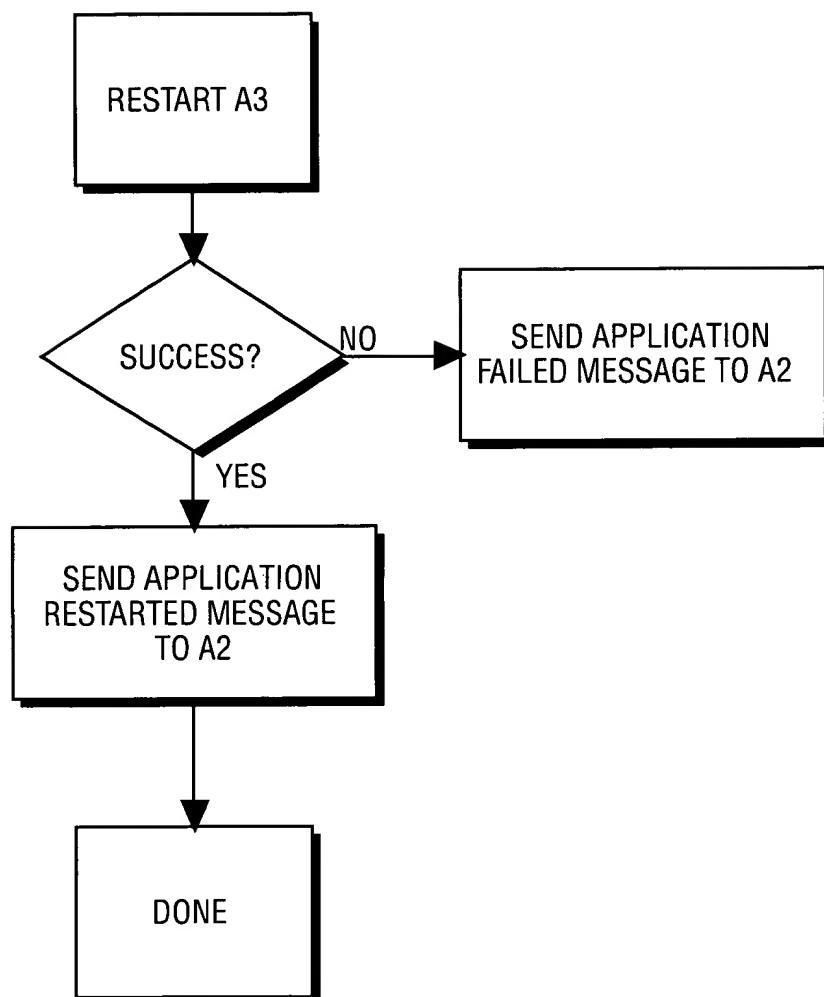 RESTART A3
SUCCESS?
NO
SEND APPLICATION
FAILED MESSAGE TO A2
YES
SEND APPLICATION
RESTARTED MESSAGE
TO A2
DONE